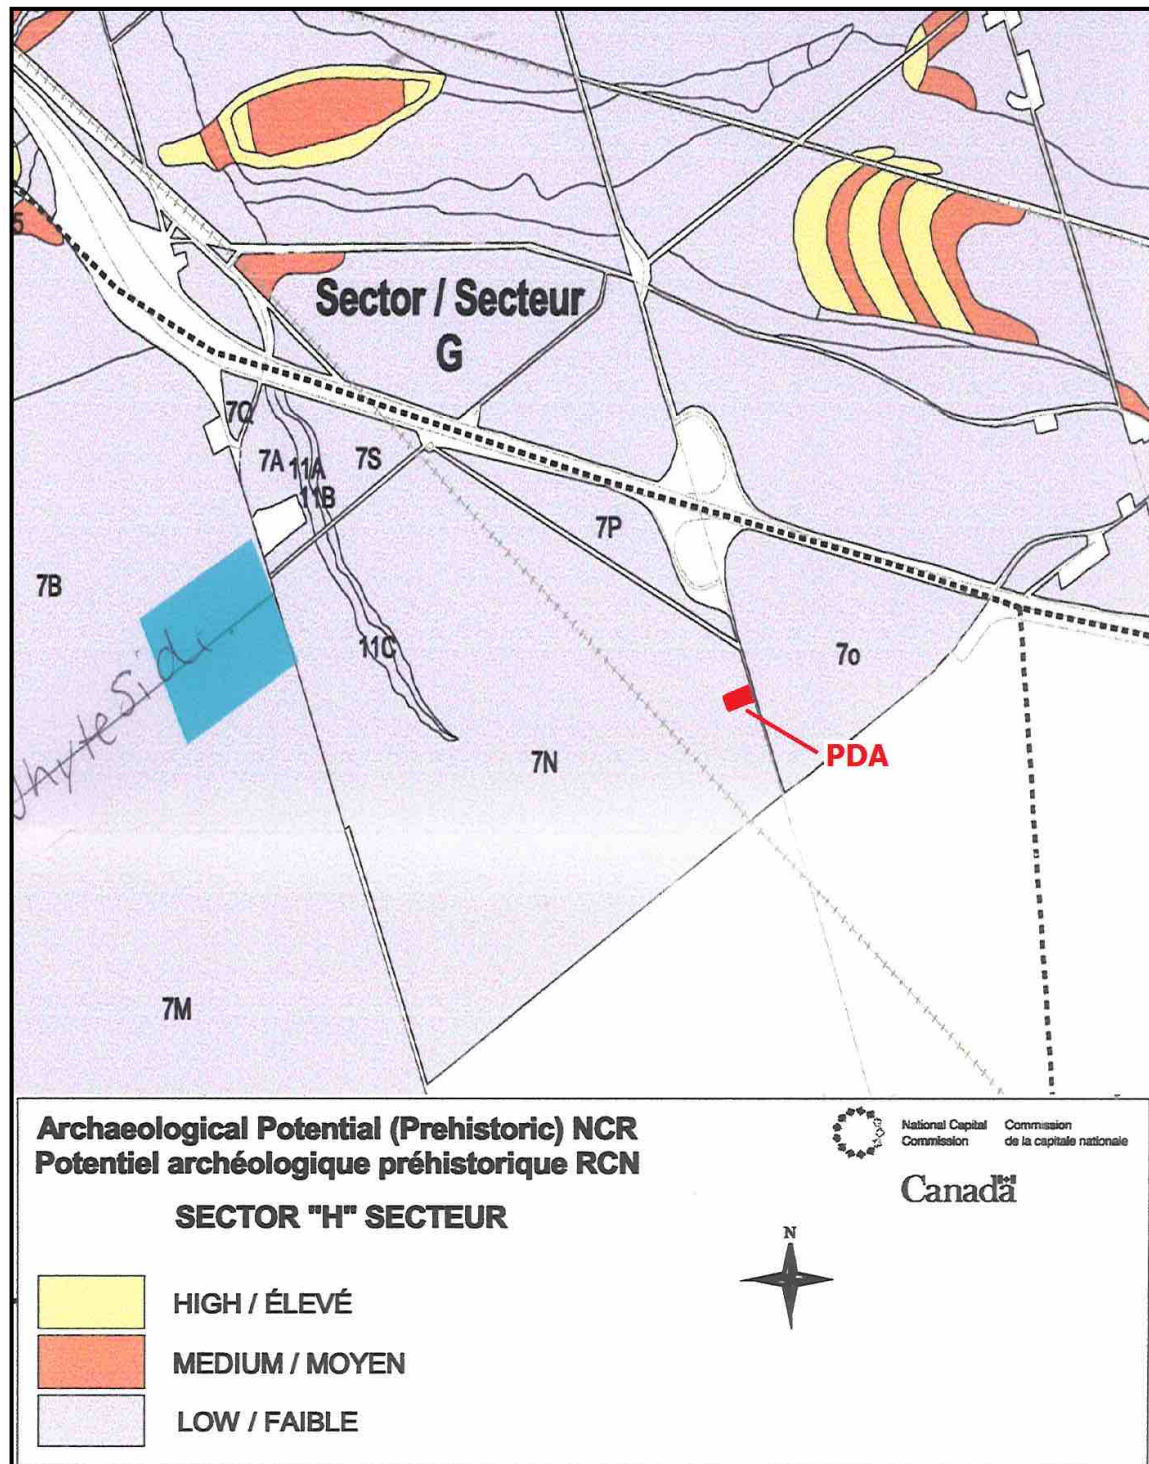 5
Sector / Secteur
G
7Q
7A
11A
7S
11B
7P
7B
11C
7o
7N
PDA
7M
Archaeological Potential (Prehistoric) NCR
Potentiel archéologique préhistorique RCN
SECTOR "H" SECTEUR
HIGH / ÉLEVÉ
MEDIUM / MOYEN
LOW / FAIBLE
National Capital Commission
Commission de la capitale nationale
Canada
N